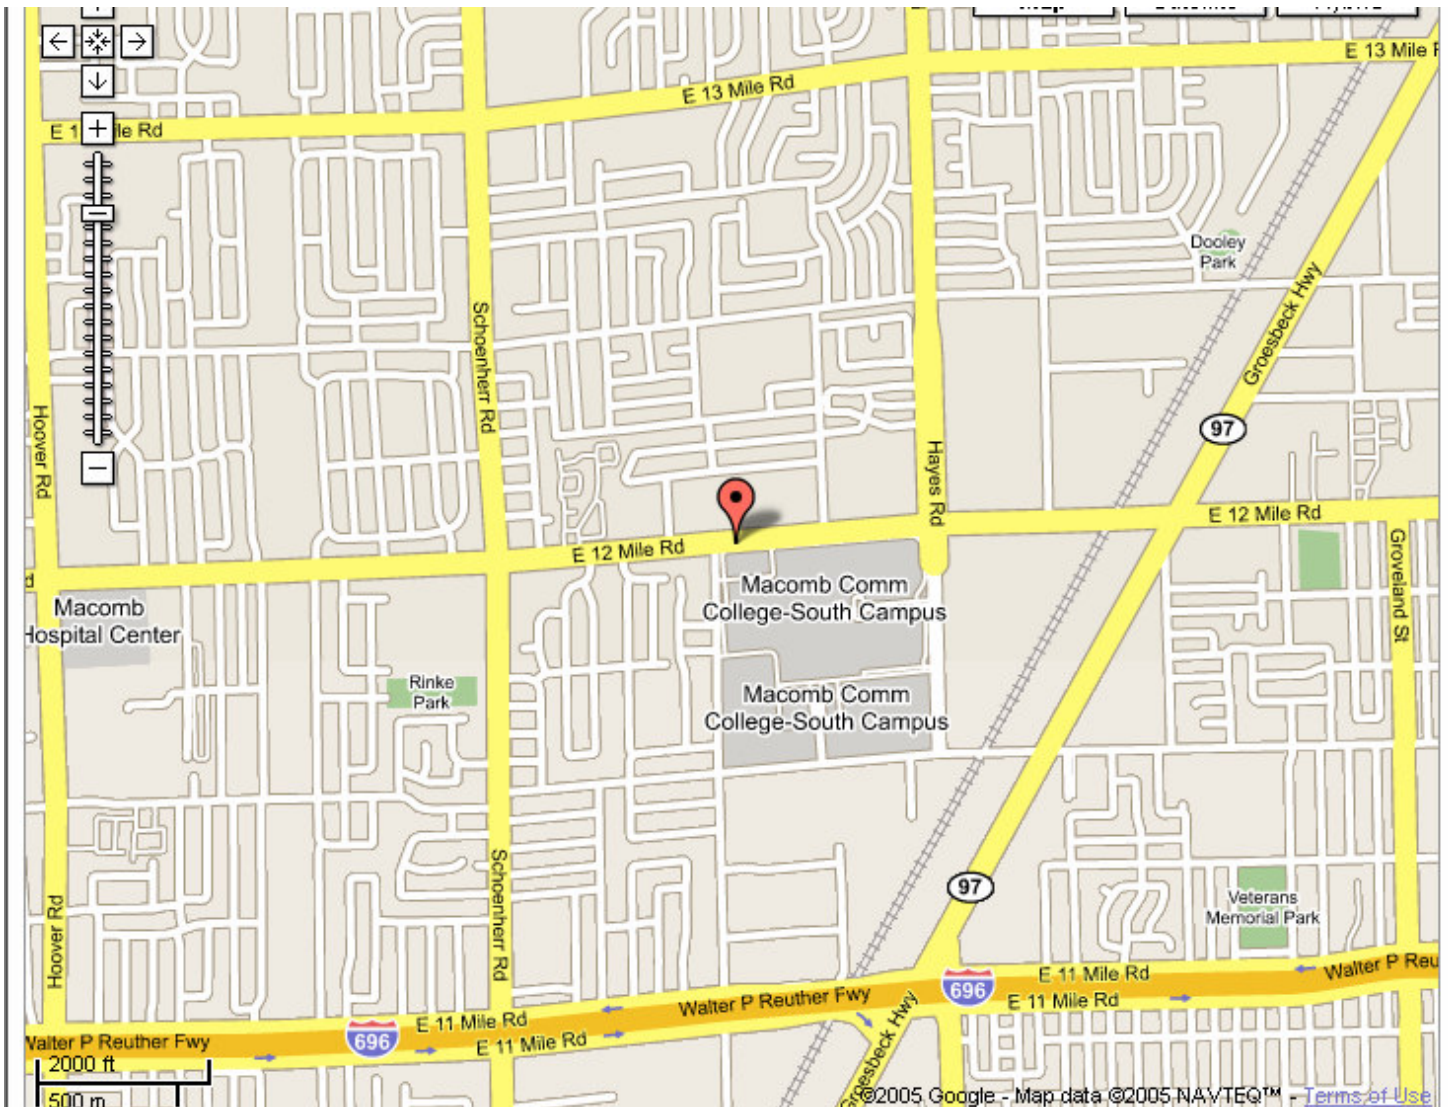 E 13 Mile
E 13 Mile Rd
E 1
ile Rd
Dooley
Park
Groesbeck Hwy
Schoenherr Rd
Hoover Rd
Hayes Rd
97
E 12 Mile Rd
E 12 Mile Rd
d
Groveland St
Macomb Comm
College-South Campus
Macomb
Hospital Center
Rinke
Park
Macomb Comm
College-South Campus
Schoenherr Rd
Hoover Rd
97
Veterans
Memorial Park
E 11 Mile Rd
Walter P Reu
696
E 11 Mile Rd
Walter P Reuther Fwy
Groesbeck Hwy
E 11 Mile Rd
696
E 11 Mile Rd
Walter P Reuther Fwy
2000 ft
500 m
©2005 Google - Map data ©2005 NAVTEQ™ - Terms of Use